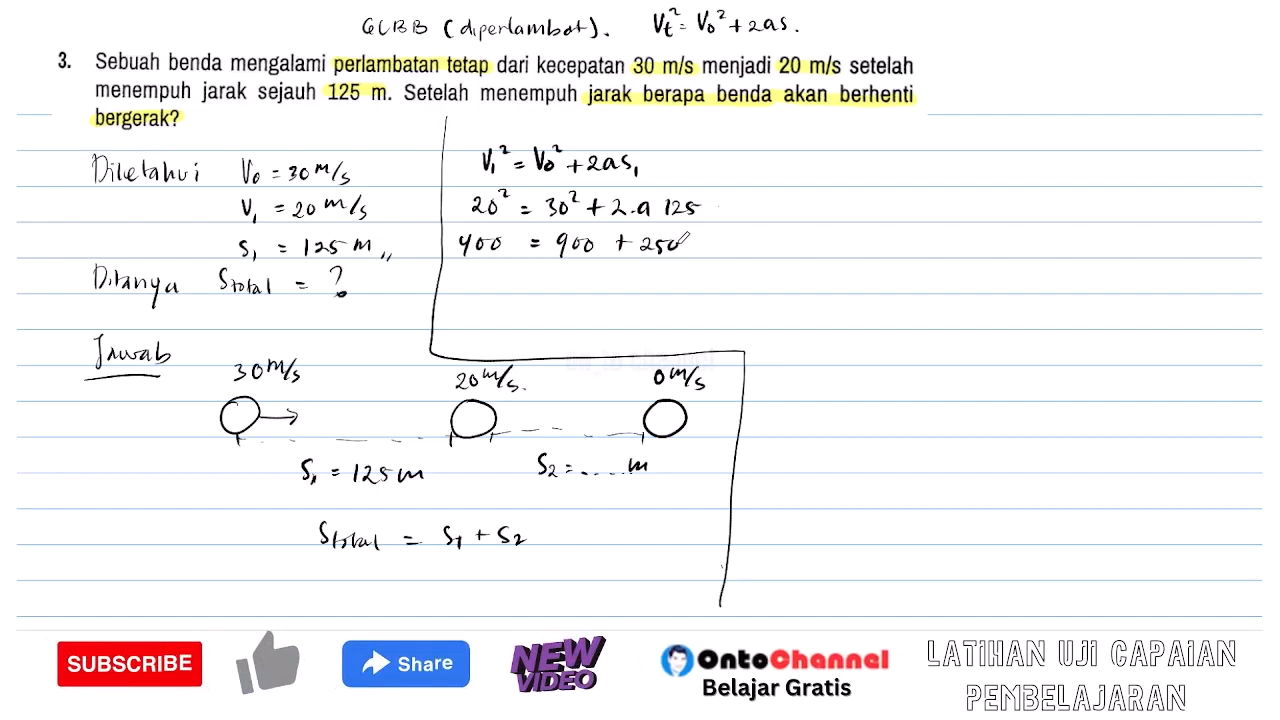 GLBB (diperlambat). Vt² = V₀² + 2as.
3. Sebuah benda mengalami perlambatan tetap dari kecepatan 30 m/s menjadi 20 m/s setelah
menempuh jarak sejauh 125 m. Setelah menempuh jarak berapa benda akan berhenti
bergerak?
Diketahui V₀ = 30 m/s
V₁ = 20 m/s
S₁ = 125 m,,
Ditanya Stotal = ?
V₁² = V₀² + 2as₁
20² = 30² + 2.a 125
400 = 900 + 250
Jawab
30 m/s
20 m/s.
0 m/s
S₁ = 125 m
S₂ = ..... m
Stotal = S₁ + S₂
SUBSCRIBE
Share
NEW VIDEO
OntoChannel
Belajar Gratis
LATIHAN UJI CAPAIAN
PEMBELAJARAN